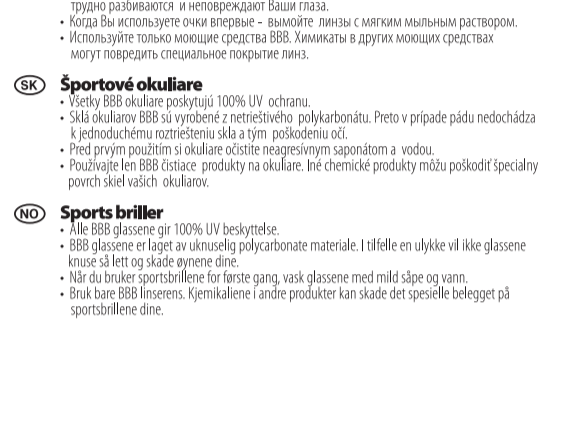 трудно разбиваются и неповреждают Ваши глаза.
• Когда Вы используете очки впервые - вымойте линзы с мягким мыльным раствором.
• Используйте только моющие средства BBB. Химикаты в других моющих средствах
могут повредить специальное покрытие линз.
SK Športové okuliare
• Všetky BBB okuliare poskytujú 100% UV ochranu.
• Sklá okuliarov BBB sú vyrobené z netrieštivého polykarbonátu. Preto v prípade pádu nedochádza
k jednoduchému roztriešteniu skla a tým poškodeniu očí.
• Pred prvým použitím si okuliare očistite neagresívnym saponátom a vodou.
• Používajte len BBB čistiace produkty na okuliare. Iné chemické produkty môžu poškodiť špecialny
povrch skiel vašich okuliarov.
NO Sports briller
• Alle BBB glassene gir 100% UV beskyttelse.
• BBB glassene er laget av uknuselig polycarbonate materiale. I tilfelle en ulykke vil ikke glassene
knuse så lett og skade øynene dine.
• Når du bruker sportsbrillene for første gang, vask glassene med mild såpe og vann.
• Bruk bare BBB linserens. Kjemikaliene i andre produkter kan skade det spesielle belegget på
sportsbrillene dine.